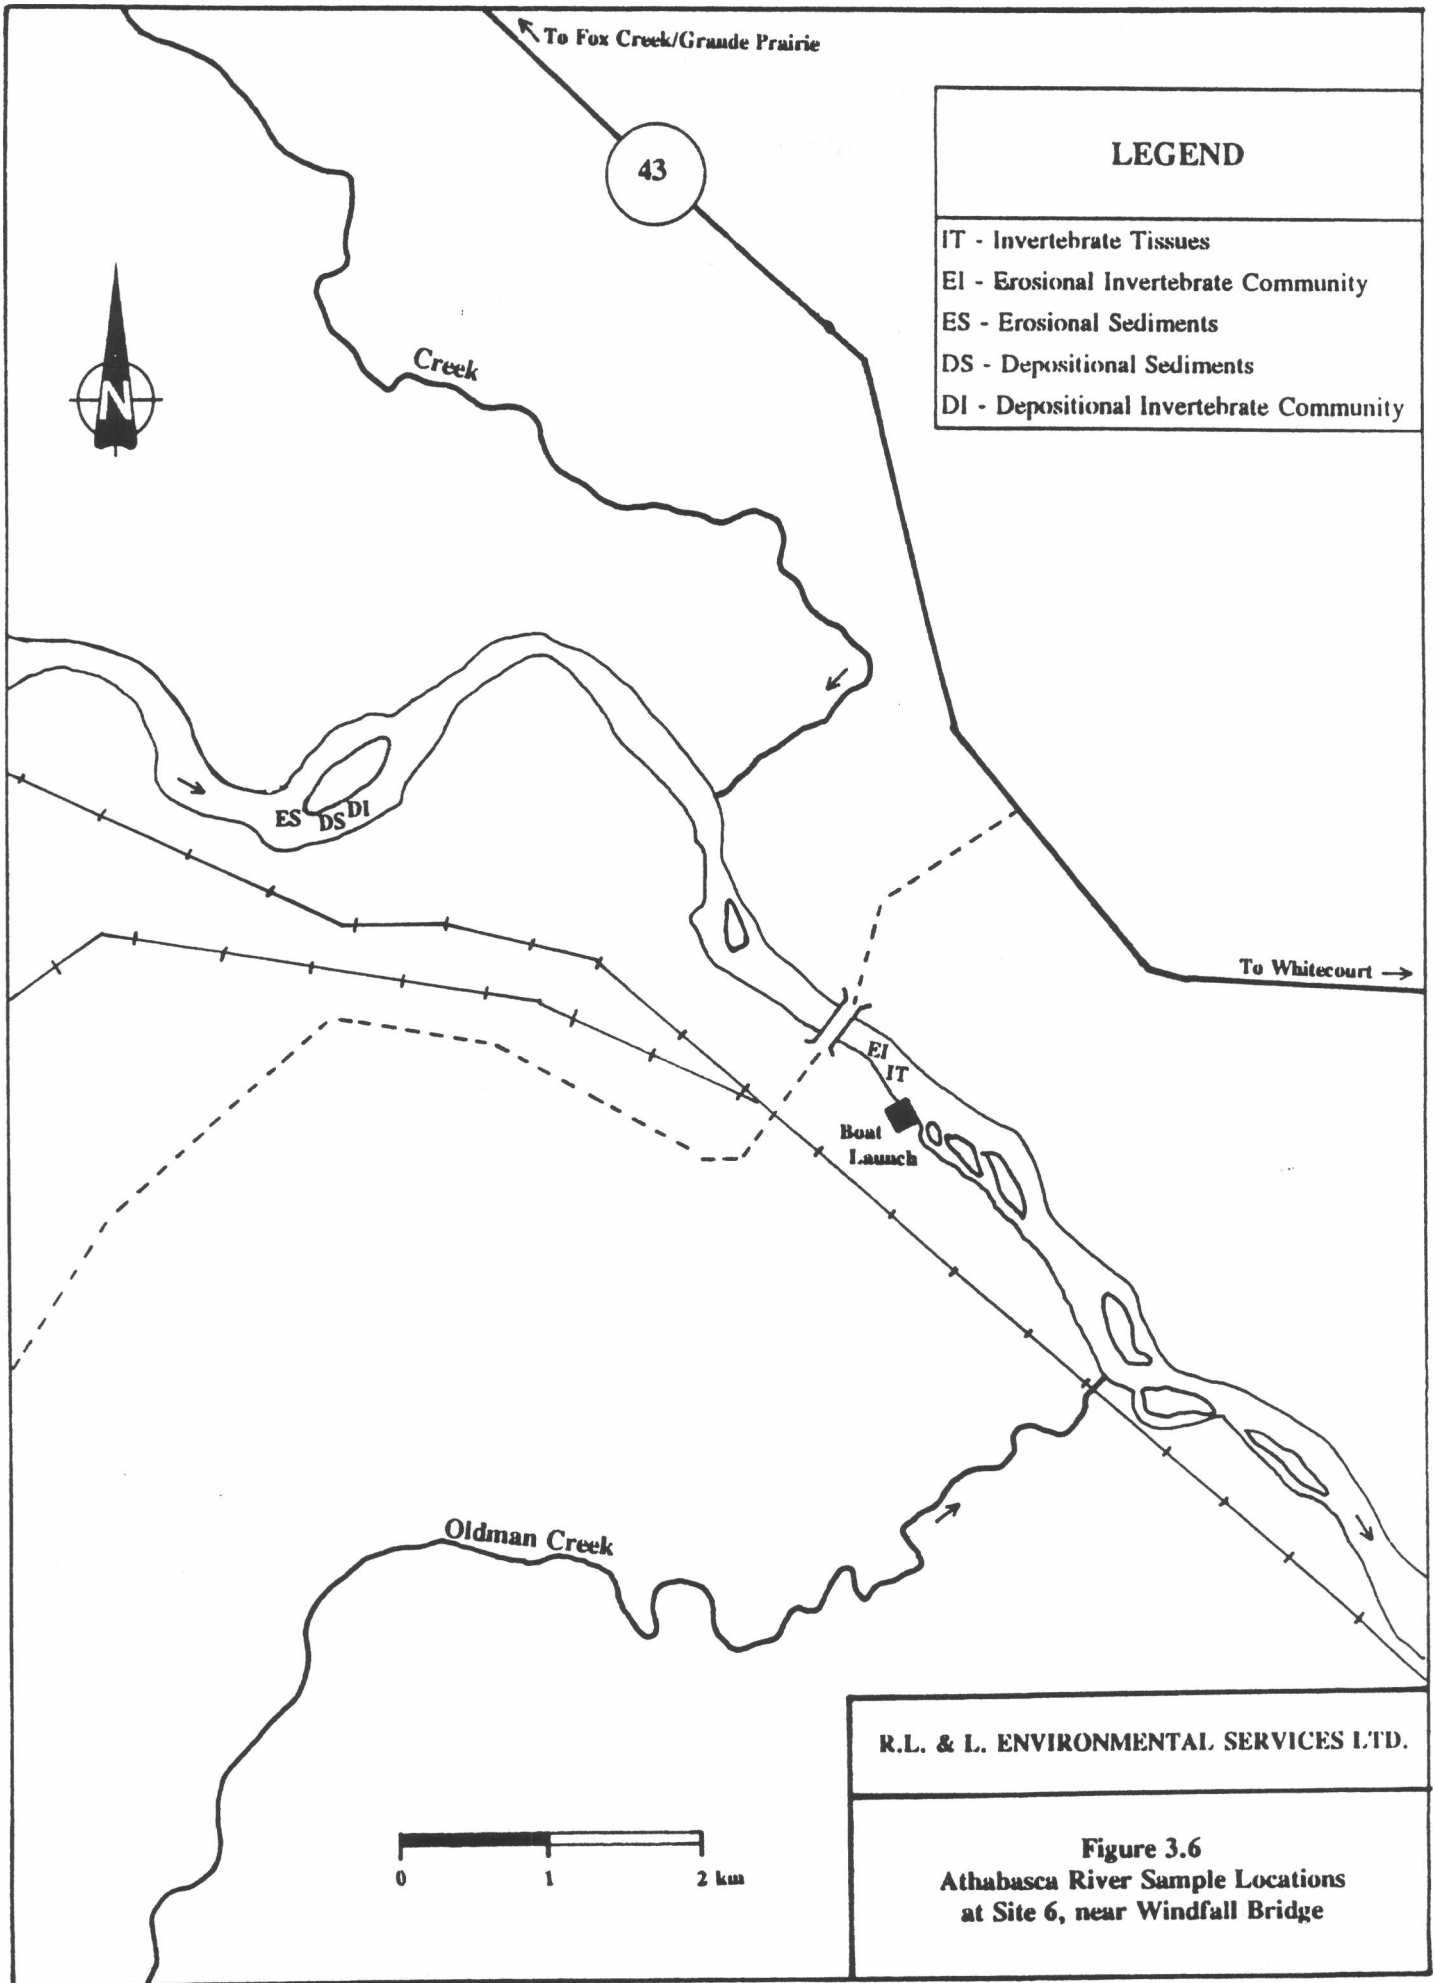 To Fox Creek/Grande Prairie
43
LEGEND
IT - Invertebrate Tissues
EI - Erosional Invertebrate Community
ES - Erosional Sediments
DS - Depositional Sediments
DI - Depositional Invertebrate Community
N
Creek
ES DS DI
To Whitecourt
EI
IT
Boat
Launch
Oldman Creek
R.L. & L. ENVIRONMENTAL SERVICES LTD.
0 1 2 km
Figure 3.6
Athabasca River Sample Locations
at Site 6, near Windfall Bridge